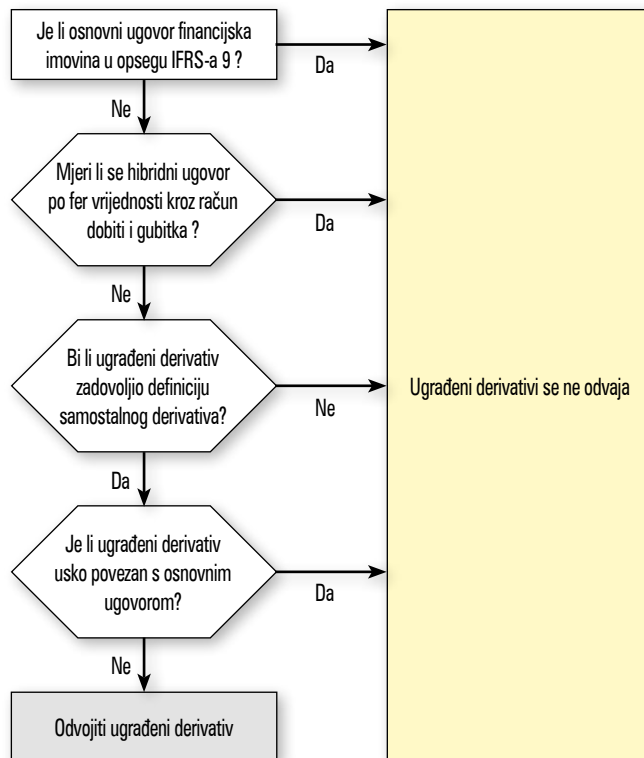 Je li osnovni ugovor financijska
imovina u opsegu IFRS-a 9 ?
Da
Ne
Mjeri li se hibridni ugovor
po fer vrijednosti kroz račun
dobiti i gubitka ?
Da
Ne
Bi li ugrađeni derivativ
zadovoljio definiciju
samostalnog derivativa?
Ne
Ugrađeni derivativi se ne odvaja
Da
Je li ugrađeni derivativ
usko povezan s osnovnim
ugovorom?
Da
Ne
Odvojiti ugrađeni derivativ